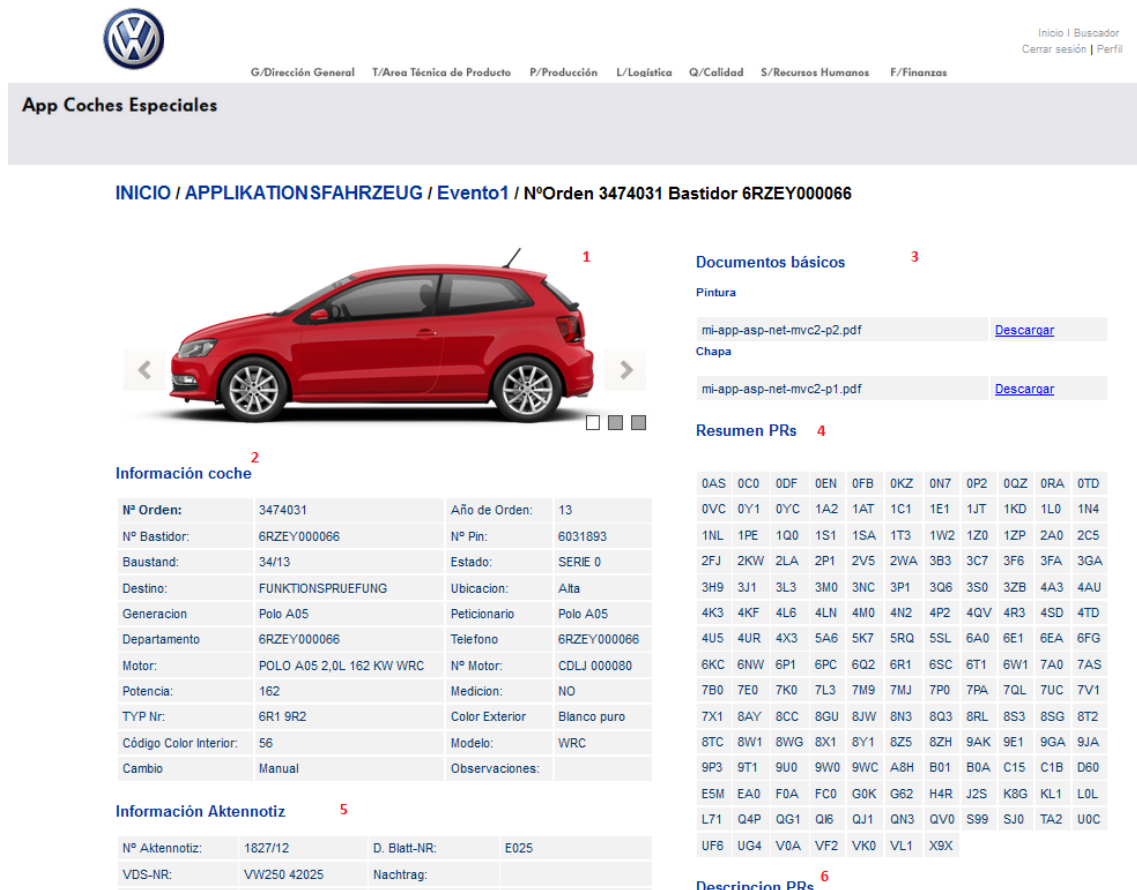 Inicio | Buscador
Cerrar sesión | Perfil
G/Dirección General T/Area Técnica de Producto P/Producción L/Logística Q/Calidad S/Recursos Humanos F/Finanzas
App Coches Especiales
INICIO / APPLIKATIONSFAHRZEUG / Evento1 / NºOrden 3474031 Bastidor 6RZEY000066
1
2
Información coche
Nª Orden: 3474031 Año de Orden: 13
Nº Bastidor: 6RZEY000066 Nº Pin: 6031893
Baustand: 34/13 Estado: SERIE 0
Destino: FUNKTIONSPRUEFUNG Ubicacion: Alta
Generacion Polo A05 Peticionario Polo A05
Departamento 6RZEY000066 Telefono 6RZEY000066
Motor: POLO A05 2,0L 162 KW WRC Nº Motor: CDLJ 000080
Potencia: 162 Medicion: NO
TYP Nr: 6R1 9R2 Color Exterior Blanco puro
Código Color Interior: 56 Modelo: WRC
Cambio Manual Observaciones:
Información Aktennotiz 5
Nº Aktennotiz: 1827/12 D. Blatt-NR: E025
VDS-NR: VW250 42025 Nachtrag:
Documentos básicos 3
Pintura
mi-app-asp-net-mvc2-p2.pdf Descargar
Chapa
mi-app-asp-net-mvc2-p1.pdf Descargar
Resumen PRs 4
0AS 0C0 0DF 0EN 0FB 0KZ 0N7 0P2 0QZ 0RA 0TD
0VC 0Y1 0YC 1A2 1AT 1C1 1E1 1JT 1KD 1L0 1N4
1NL 1PE 1Q0 1S1 1SA 1T3 1W2 1Z0 1ZP 2A0 2C5
2FJ 2KW 2LA 2P1 2V5 2WA 3B3 3C7 3F6 3FA 3GA
3H9 3J1 3L3 3M0 3NC 3P1 3Q6 3S0 3ZB 4A3 4AU
4K3 4KF 4L6 4LN 4M0 4N2 4P2 4QV 4R3 4SD 4TD
4U5 4UR 4X3 5A6 5K7 5RQ 5SL 6A0 6E1 6EA 6FG
6KC 6NW 6P1 6PC 6Q2 6R1 6SC 6T1 6W1 7A0 7AS
7B0 7E0 7K0 7L3 7M9 7MJ 7P0 7PA 7QL 7UC 7V1
7X1 8AY 8CC 8GU 8JW 8N3 8Q3 8RL 8S3 8SG 8T2
8TC 8W1 8WG 8X1 8Y1 8Z5 8ZH 9AK 9E1 9GA 9JA
9P3 9T1 9U0 9W0 9WC A8H B01 B0A C15 C1B D60
E5M EA0 F0A FC0 G0K G62 H4R J2S K8G KL1 L0L
L71 Q4P QG1 QI6 QJ1 QN3 QV0 S99 SJ0 TA2 U0C
UF6 UG4 V0A VF2 VK0 VL1 X9X
Descripcion PRs 6